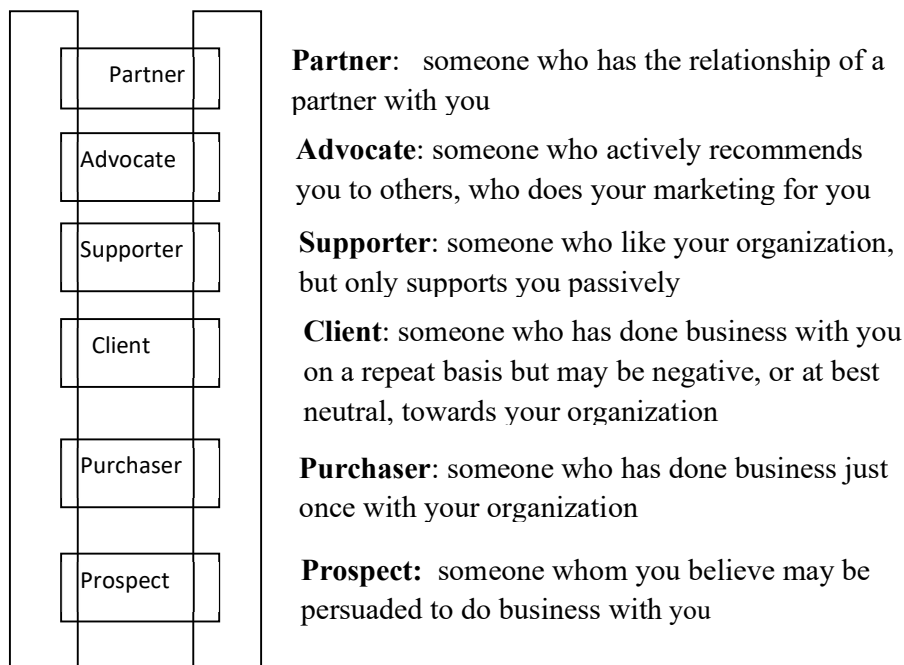 Partner
Partner: someone who has the relationship of a
partner with you
Advocate
Advocate: someone who actively recommends
you to others, who does your marketing for you
Supporter
Supporter: someone who like your organization,
but only supports you passively
Client
Client: someone who has done business with you
on a repeat basis but may be negative, or at best
neutral, towards your organization
Purchaser
Purchaser: someone who has done business just
once with your organization
Prospect
Prospect: someone whom you believe may be
persuaded to do business with you